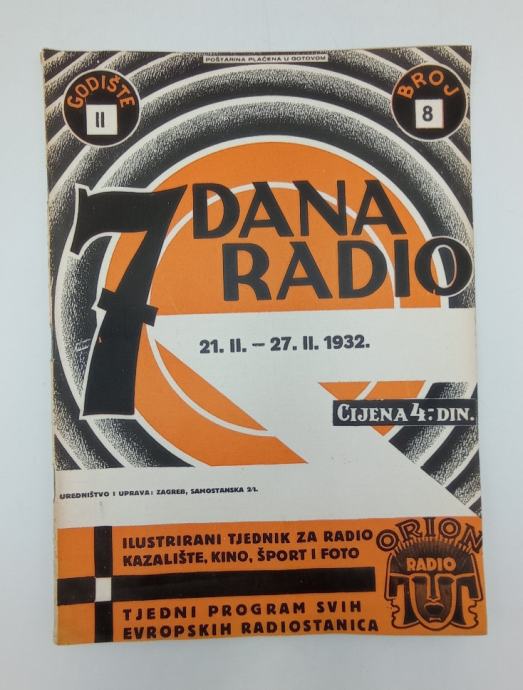 POŠTARINA PLAĆENA U GOTOVOM
GODIŠTE
II
BROJ
8
7 DANA
RADIO
21. II. – 27. II. 1932.
CIJENA 4:- DIN.
UREDNIŠTVO I UPRAVA: ZAGREB, SAMOSTANSKA 2/I.
ILUSTRIRANI TJEDNIK ZA RADIO
KAZALIŠTE, KINO, ŠPORT I FOTO
TJEDNI PROGRAM SVIH
EVROPSKIH RADIOSTANICA
ORION
RADIO